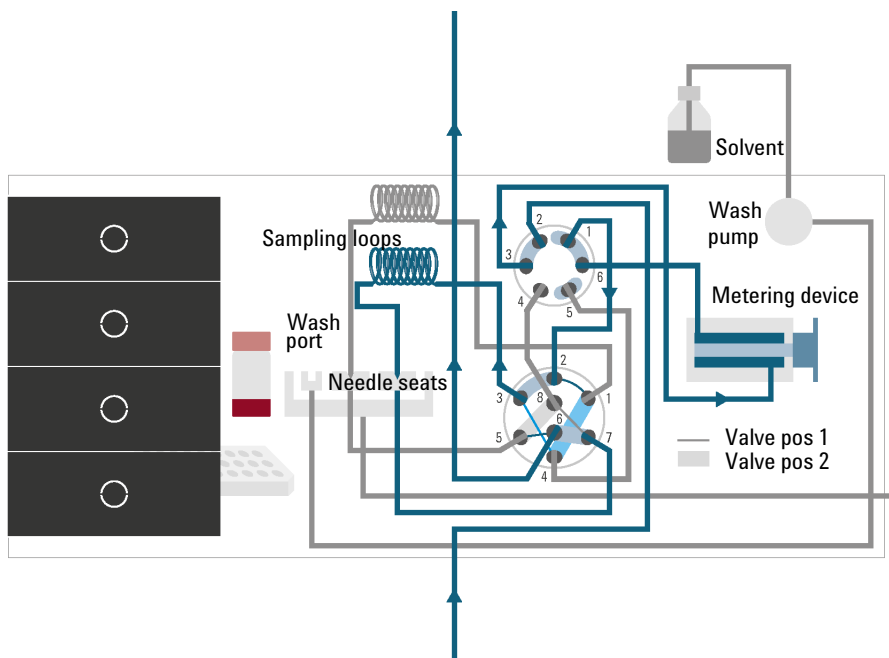 Solvent
Wash
pump
Sampling loops
2
1
3
6
4
5
Metering device
Wash
port
Needle seats
2
3
8
1
6
5
7
4
Valve pos 1
Valve pos 2